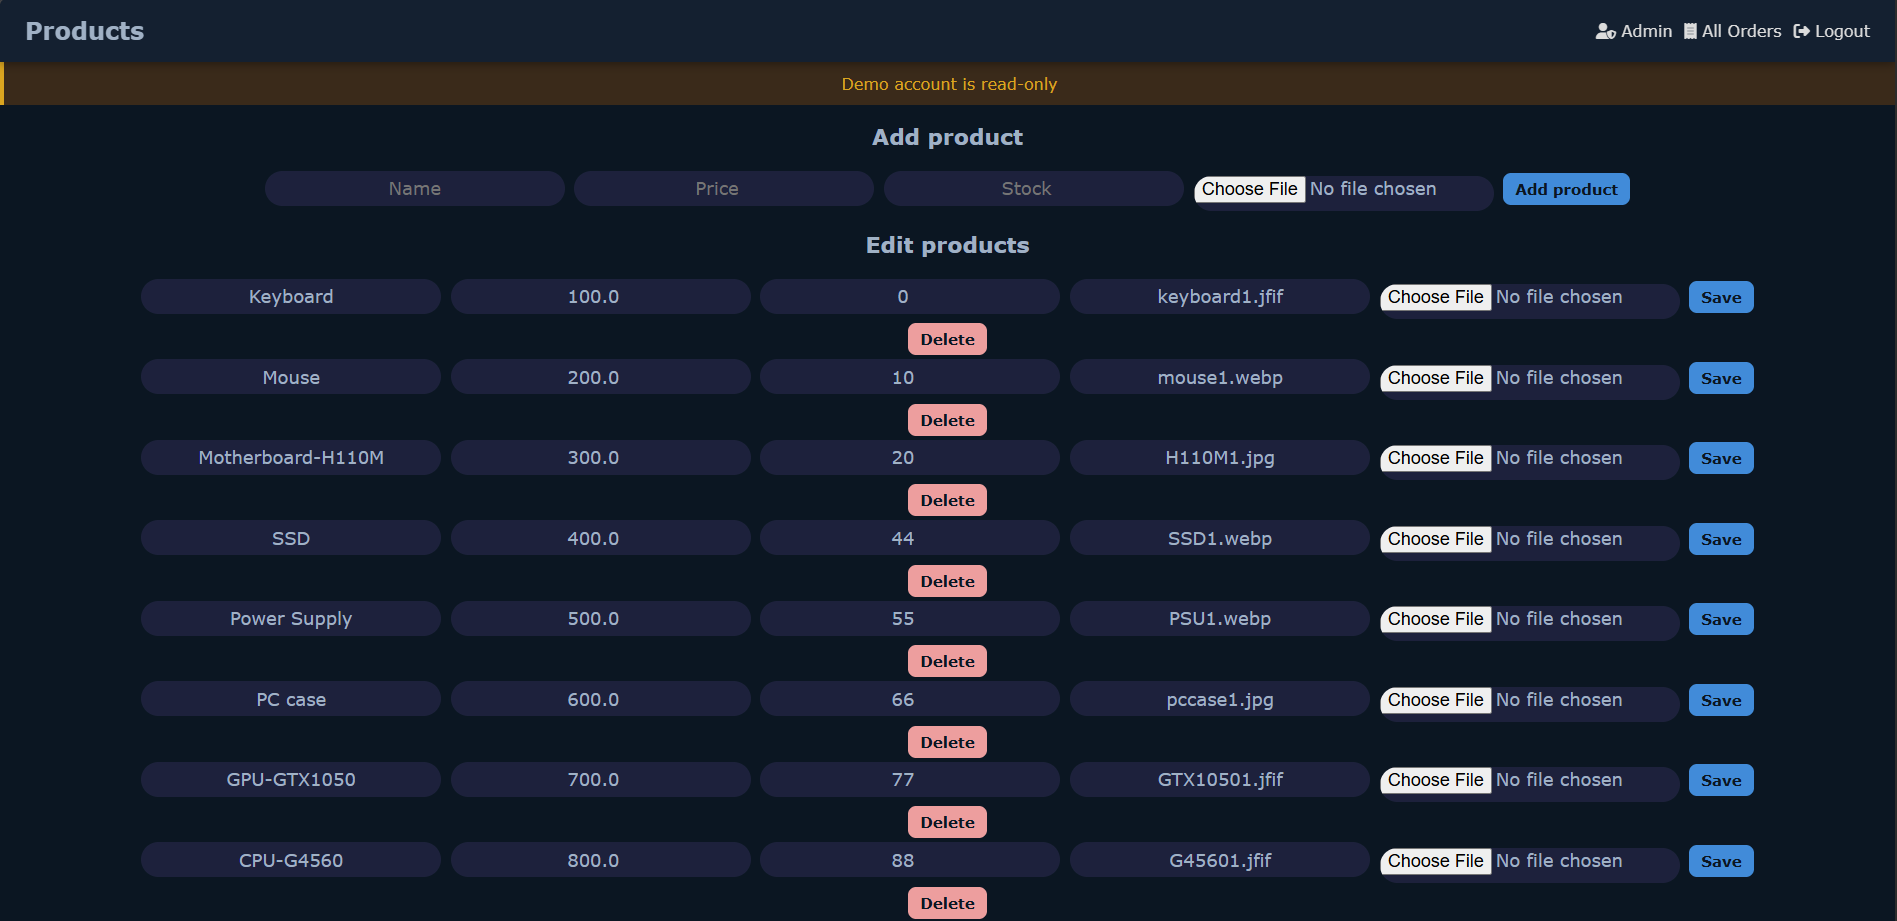 Products Admin All Orders Logout
Demo account is read-only
Add product
Name Price Stock Choose File No file chosen Add product
Edit products
Keyboard 100.0 0 keyboard1.jfif Choose File No file chosen Save
Delete
Mouse 200.0 10 mouse1.webp Choose File No file chosen Save
Delete
Motherboard-H110M 300.0 20 H110M1.jpg Choose File No file chosen Save
Delete
SSD 400.0 44 SSD1.webp Choose File No file chosen Save
Delete
Power Supply 500.0 55 PSU1.webp Choose File No file chosen Save
Delete
PC case 600.0 66 pccase1.jpg Choose File No file chosen Save
Delete
GPU-GTX1050 700.0 77 GTX10501.jfif Choose File No file chosen Save
Delete
CPU-G4560 800.0 88 G45601.jfif Choose File No file chosen Save
Delete